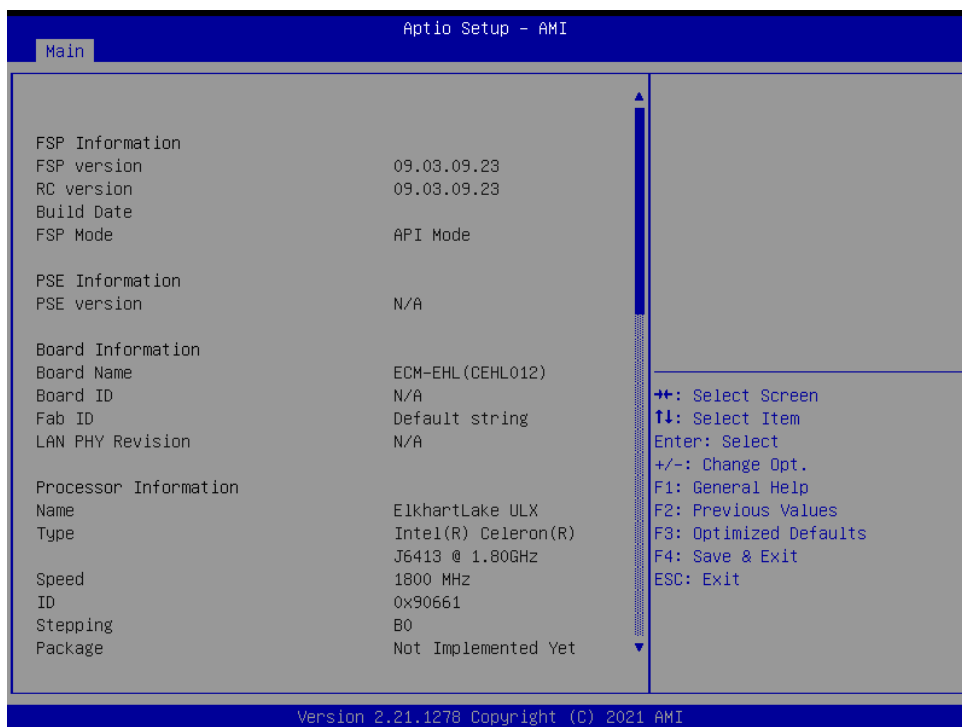 Aptio Setup – AMI
Main
FSP Information
FSP version 09.03.09.23
RC version 09.03.09.23
Build Date
FSP Mode API Mode
PSE Information
PSE version N/A
Board Information
Board Name ECM-EHL(CEHL012)
Board ID N/A
Fab ID Default string
LAN PHY Revision N/A
Processor Information
Name ElkhartLake ULX
Type Intel(R) Celeron(R)
J6413 @ 1.80GHz
Speed 1800 MHz
ID 0x90661
Stepping B0
Package Not Implemented Yet
→←: Select Screen
↑↓: Select Item
Enter: Select
+/-: Change Opt.
F1: General Help
F2: Previous Values
F3: Optimized Defaults
F4: Save & Exit
ESC: Exit
Version 2.21.1278 Copyright (C) 2021 AMI